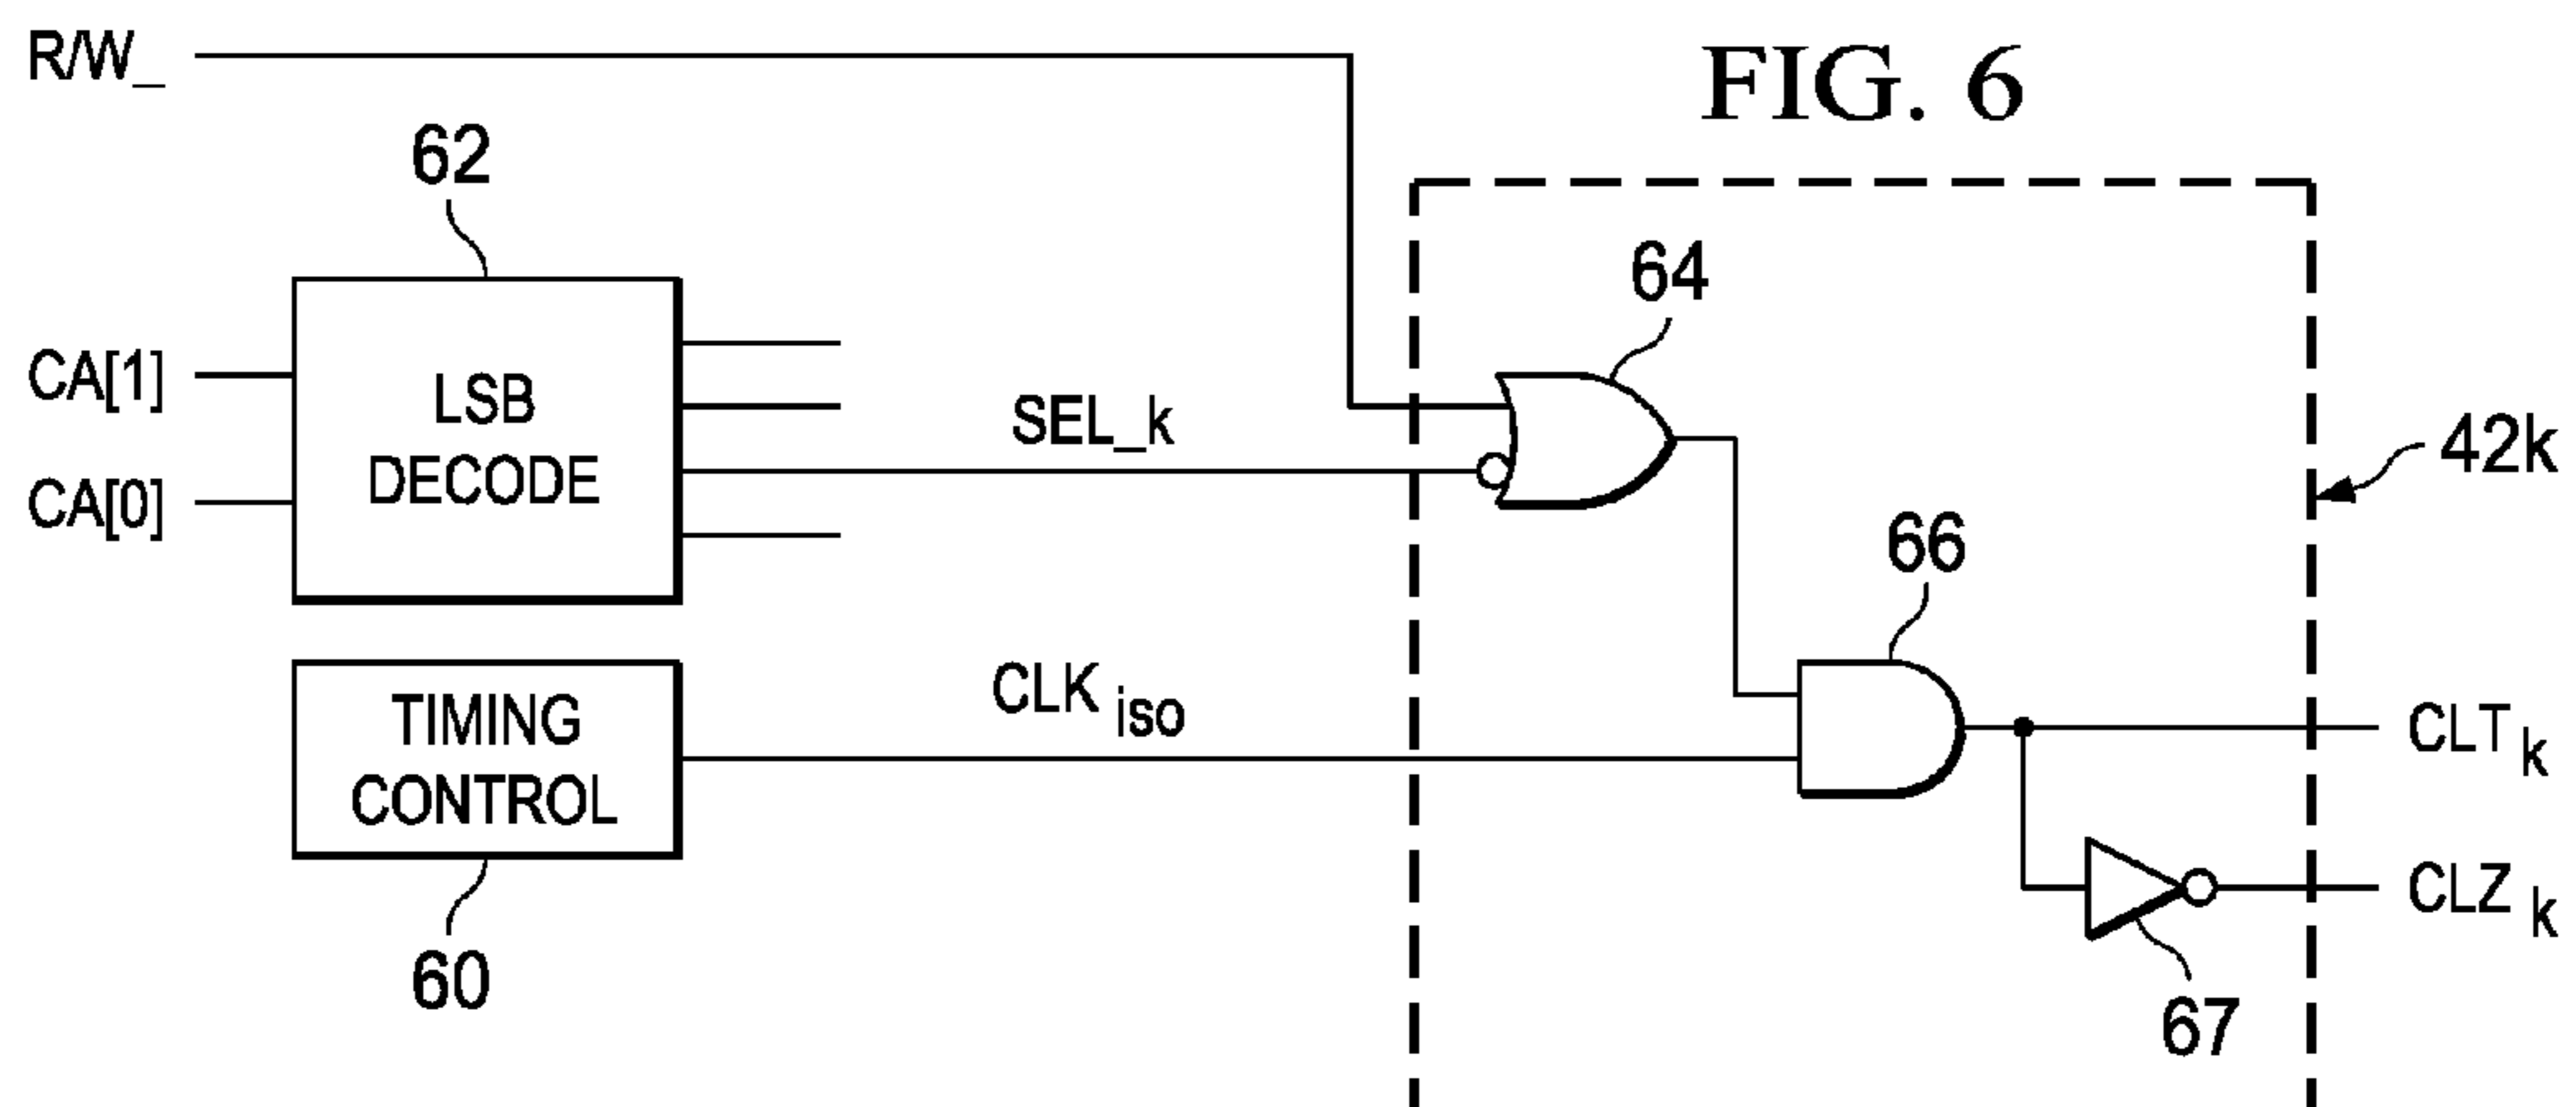 R/W_
FIG. 6
62
64
CA[1]
LSB
DECODE
SEL_k
42k
CA[0]
66
TIMING
CONTROL
CLK iso
CLT k
CLZ k
60
67